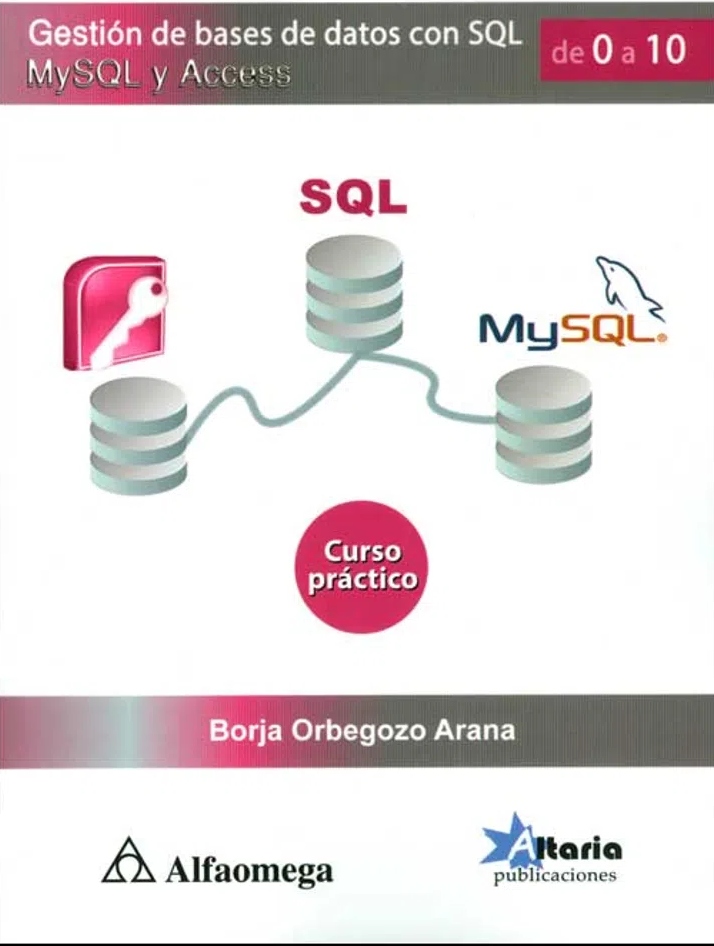 Gestión de bases de datos con SQL
MySQL y Access
de 0 a 10
SQL
MySQL®
Curso
práctico
Borja Orbegozo Arana
Alfaomega
Altaria
publicaciones